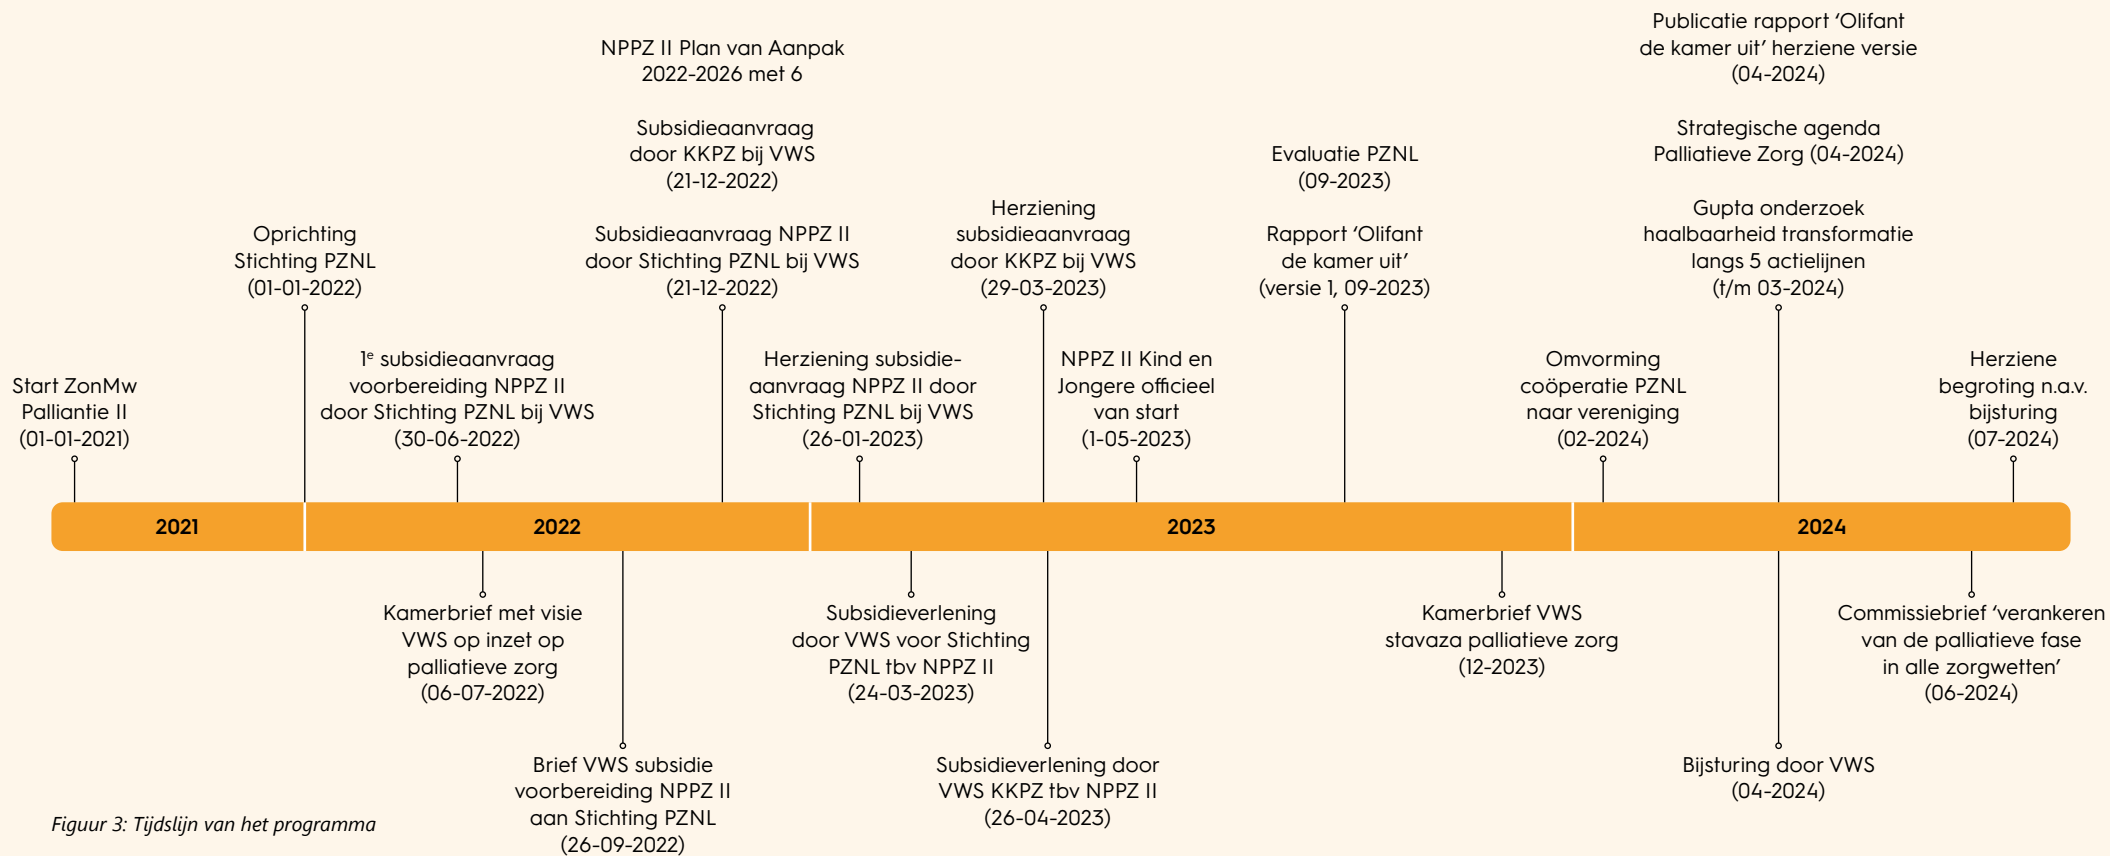 Start ZonMw
Palliantie II
(01-01-2021)
Oprichting
Stichting PZNL
(01-01-2022)
1e subsidieaanvraag
voorbereiding NPPZ II
door Stichting PZNL bij VWS
(30-06-2022)
NPPZ II Plan van Aanpak
2022-2026 met 6
Subsidieaanvraag
door KKPZ bij VWS
(21-12-2022)
Subsidieaanvraag NPPZ II
door Stichting PZNL bij VWS
(21-12-2022)
Herziening subsidie-
aanvraag NPPZ II door
Stichting PZNL bij VWS
(26-01-2023)
Herziening
subsidieaanvraag
door KKPZ bij VWS
(29-03-2023)
NPPZ II Kind en
Jongere officieel
van start
(1-05-2023)
Evaluatie PZNL
(09-2023)
Rapport ‘Olifant
de kamer uit’
(versie 1, 09-2023)
Omvorming
coöperatie PZNL
naar vereniging
(02-2024)
Publicatie rapport ‘Olifant
de kamer uit’ herziene versie
(04-2024)
Strategische agenda
Palliatieve Zorg (04-2024)
Gupta onderzoek
haalbaarheid transformatie
langs 5 actielijnen
(t/m 03-2024)
Herziene
begroting n.a.v.
bijsturing
(07-2024)
2021
2022
2023
2024
Kamerbrief met visie
VWS op inzet op
palliatieve zorg
(06-07-2022)
Brief VWS subsidie
voorbereiding NPPZ II
aan Stichting PZNL
(26-09-2022)
Subsidieverlening
door VWS voor Stichting
PZNL tbv NPPZ II
(24-03-2023)
Subsidieverlening door
VWS KKPZ tbv NPPZ II
(26-04-2023)
Kamerbrief VWS
stavaza palliatieve zorg
(12-2023)
Bijsturing door VWS
(04-2024)
Commissiebrief ‘verankeren
van de palliatieve fase
in alle zorgwetten’
(06-2024)
Figuur 3: Tijdslijn van het programma